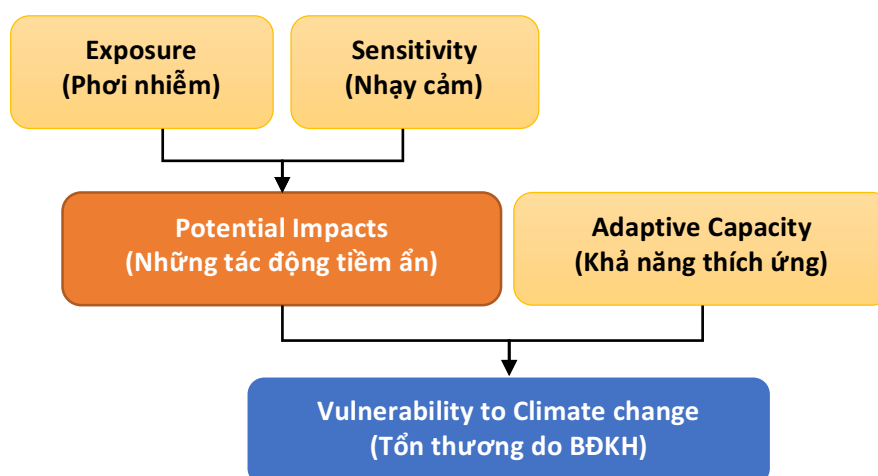 Exposure
(Phơi nhiễm)
Sensitivity
(Nhạy cảm)
Potential Impacts
(Những tác động tiềm ẩn)
Adaptive Capacity
(Khả năng thích ứng)
Vulnerability to Climate change
(Tổn thương do BĐKH)